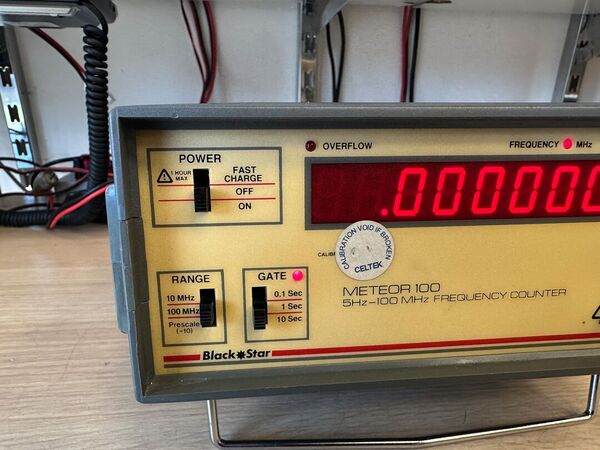 OVERFLOW
FREQUENCY MHz
POWER
1 HOUR
MAX
FAST
CHARGE
OFF
ON
.000000
CALIBRATION VOID IF BROKEN
CELTEK
RANGE
10 MHz
100 MHz
Prescale
(÷10)
GATE
0.1 Sec
1 Sec
10 Sec
METEOR 100
5Hz–100 MHz FREQUENCY COUNTER
Black Star